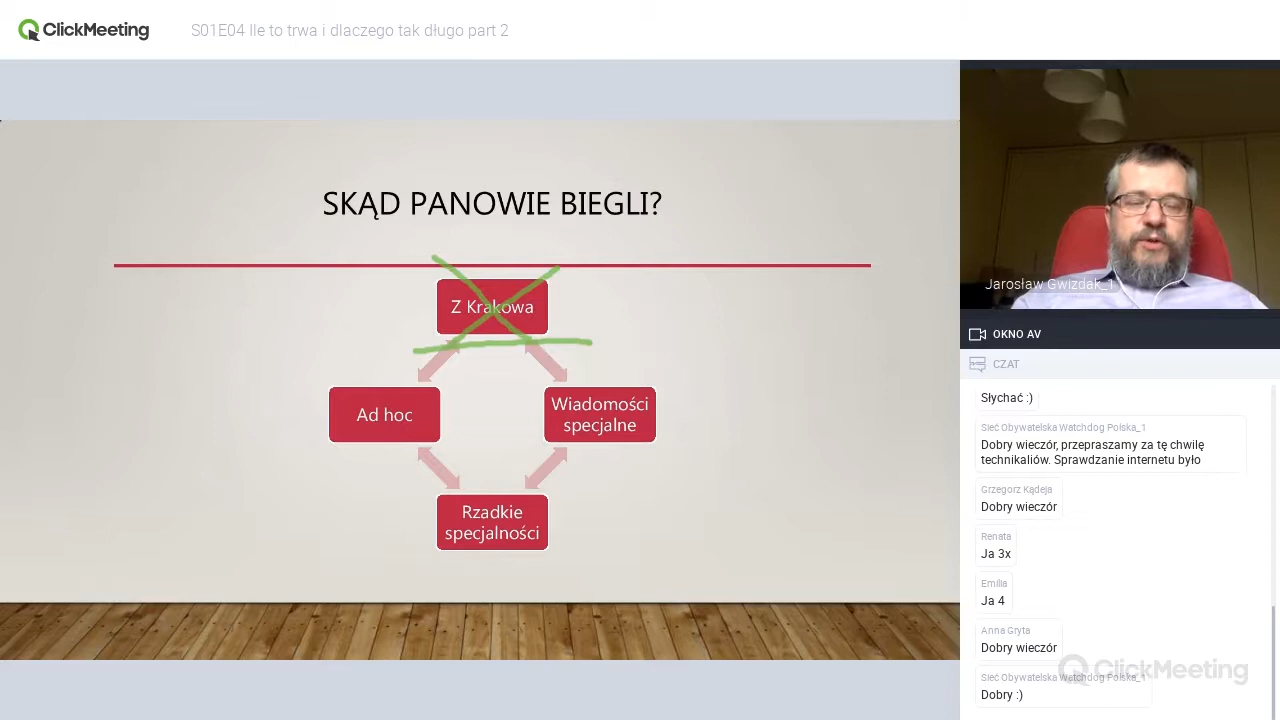 ClickMeeting
S01E04 Ile to trwa i dlaczego tak długo part 2
SKĄD PANOWIE BIEGLI?
Z Krakowa
Ad hoc
Wiadomości
specjalne
Rzadkie
specjalności
Jarosław Gwizdak_1
OKNO AV
CZAT
Słychać :)
Sieć Obywatelska Watchdog Polska_1
Dobry wieczór, przepraszamy za tę chwilę
technikaliów. Sprawdzanie internetu było
Grzegorz Kądeja
Dobry wieczór
Renata
Ja 3x
Emilia
Ja 4
Anna Gryta
Dobry wieczór
Sieć Obywatelska Watchdog Polska_1
Dobry :)
ClickMeeting